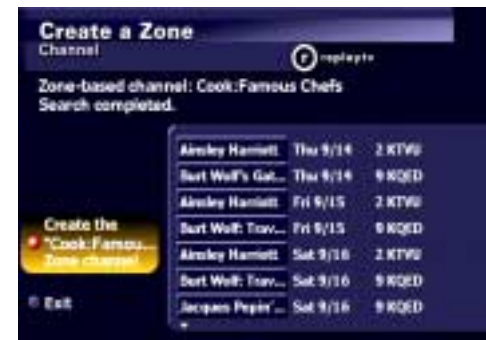 Create a Zone
Channel
replaytv
Zone-based channel: Cook:Famous Chefs
Search completed.
Ainsley Harriott Thu 9/14 2 KTVU
Burt Wolf's Gat... Thu 9/14 9 KQED
Ainsley Harriott Fri 9/15 2 KTVU
Burt Wolf: Trav... Fri 9/15 9 KQED
Ainsley Harriott Sat 9/16 2 KTVU
Burt Wolf: Trav... Sat 9/16 9 KQED
Jacques Pepin'... Sat 9/16 9 KQED
Create the
"Cook:Famou...
Zone channel
Exit